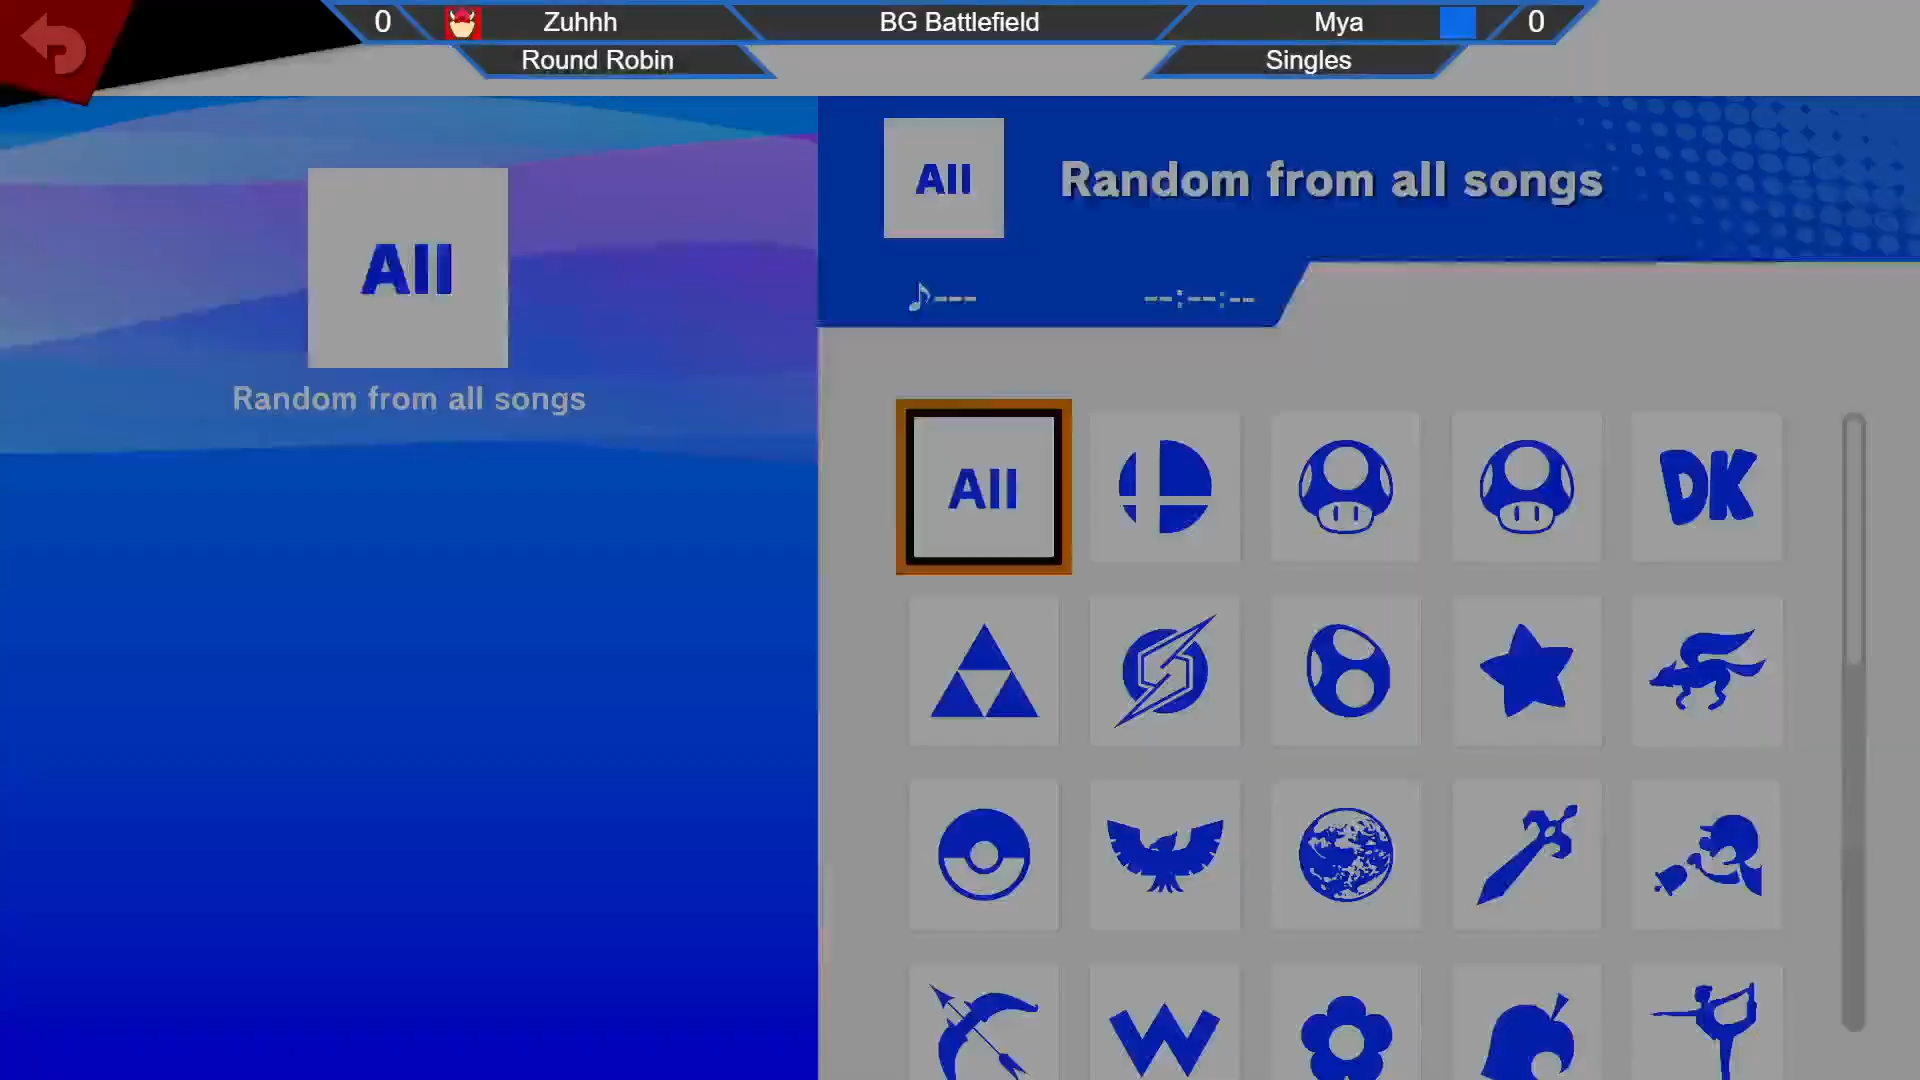 0 Zuhhh BG Battlefield Mya 0
Round Robin Singles
All Random from all songs
All
Random from all songs
♪--- --:--:--
All DK